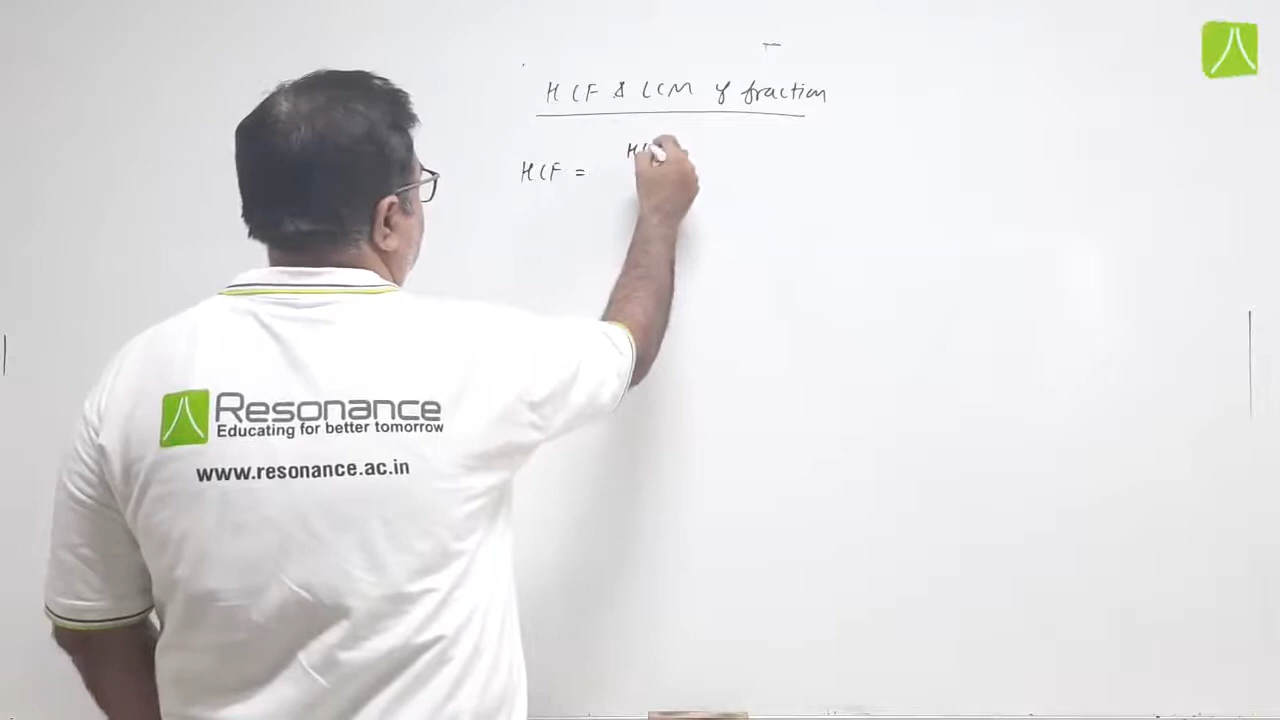 HCF & LCM of fraction
HCF =
Resonance
Educating for better tomorrow
www.resonance.ac.in